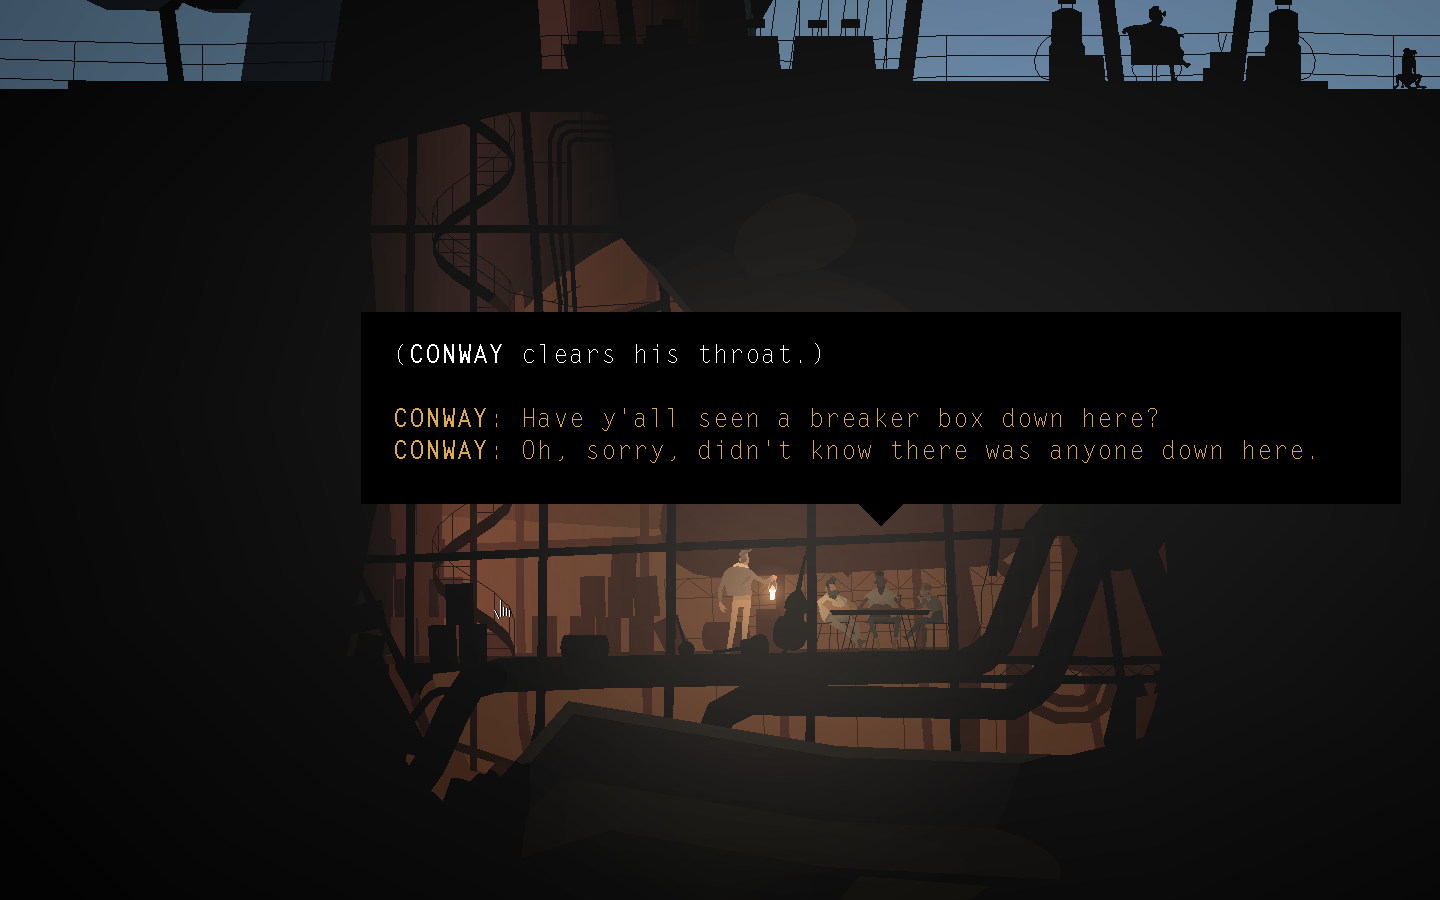 (CONWAY clears his throat.)
CONWAY: Have y'all seen a breaker box down here?
CONWAY: Oh, sorry, didn't know there was anyone down here.